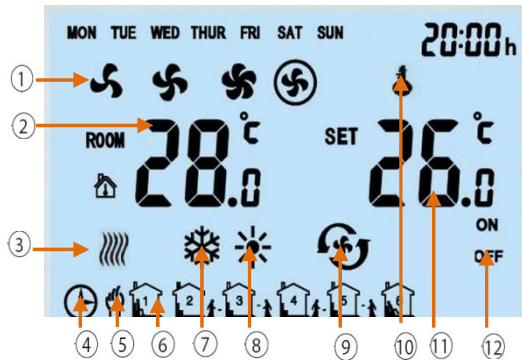 MON TUE WED THUR FRI SAT SUN 20:00h
①
② ROOM 28.0°C SET 26.0°C
③ ON
OFF
1 2 3 4 5 6
④ ⑤ ⑥ ⑦ ⑧ ⑨ ⑩ ⑪ ⑫